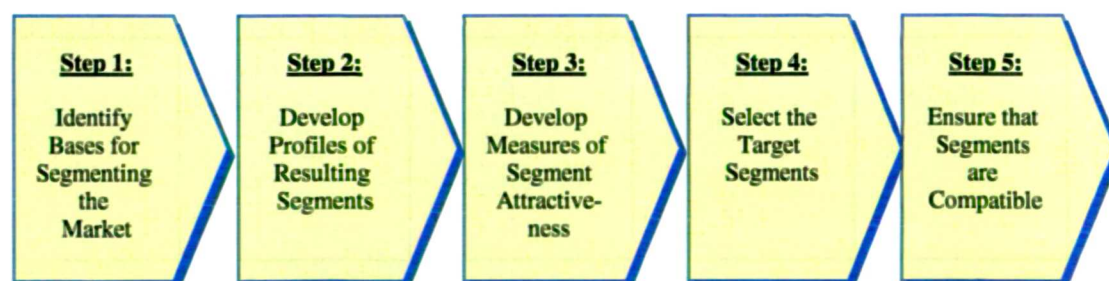 Step 1:
Identify
Bases for
Segmenting
the
Market
Step 2:
Develop
Profiles of
Resulting
Segments
Step 3:
Develop
Measures of
Segment
Attractive-
ness
Step 4:
Select the
Target
Segments
Step 5:
Ensure that
Segments
are
Compatible